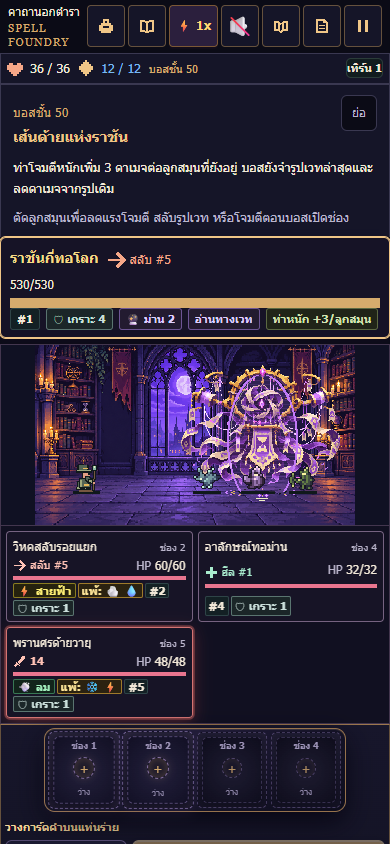 คาถานอกตำรา
SPELL
FOUNDRY
1x
36 / 36 12 / 12 บอสชั้น 50
เทิร์น 1
บอสชั้น 50
ย่อ
เส้นด้ายแห่งราชัน
ท่าโจมตีหนักเพิ่ม 3 ดาเมจต่อลูกสมุนที่ยังอยู่ บอสยังจำรูปเวทล่าสุดและ
ลดดาเมจจากรูปเดิม
ตัดลูกสมุนเพื่อลดแรงโจมตี สลับรูปเวท หรือโจมตีตอนบอสเปิดช่อง
ราชันกี่ทอโลก สลับ #5
530/530
#1 เกราะ 4 ม่าน 2 อ่านทางเวท ท่าหนัก +3/ลูกสมุน
วิหคสลับรอยแยก ช่อง 2
สลับ #5 HP 60/60
สายฟ้า แพ้: #2
เกราะ 1
อาลักษณ์ทอม่าน ช่อง 4
ฮีล #1 HP 32/32
#4 เกราะ 1
พรานศรด้ายวายุ ช่อง 5
14 HP 48/48
ลม แพ้: #5
เกราะ 1
ช่อง 1 ช่อง 2 ช่อง 3 ช่อง 4
+ + + +
ว่าง ว่าง ว่าง ว่าง
วางการ์ดคำบนแท่นร่าย